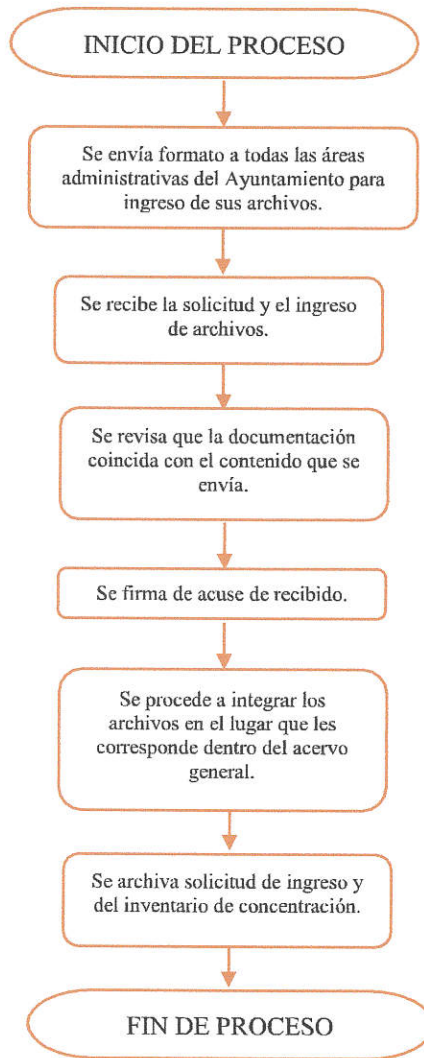 INICIO DEL PROCESO
Se envía formato a todas las áreas
administrativas del Ayuntamiento para
ingreso de sus archivos.
Se recibe la solicitud y el ingreso
de archivos.
Se revisa que la documentación
coincida con el contenido que se
envía.
Se firma de acuse de recibido.
Se procede a integrar los
archivos en el lugar que les
corresponde dentro del acervo
general.
Se archiva solicitud de ingreso y
del inventario de concentración.
FIN DE PROCESO